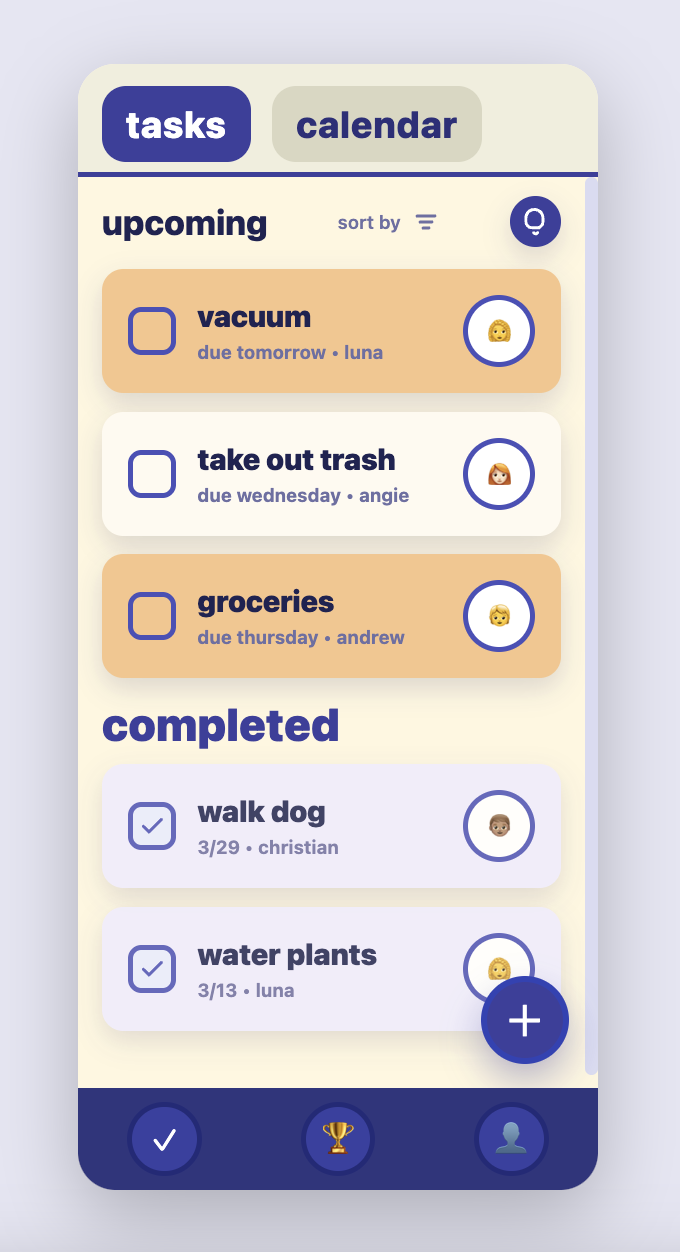 tasks
calendar
upcoming
sort by
vacuum
due tomorrow • luna
take out trash
due wednesday • angie
groceries
due thursday • andrew
completed
walk dog
3/29 • christian
water plants
3/13 • luna